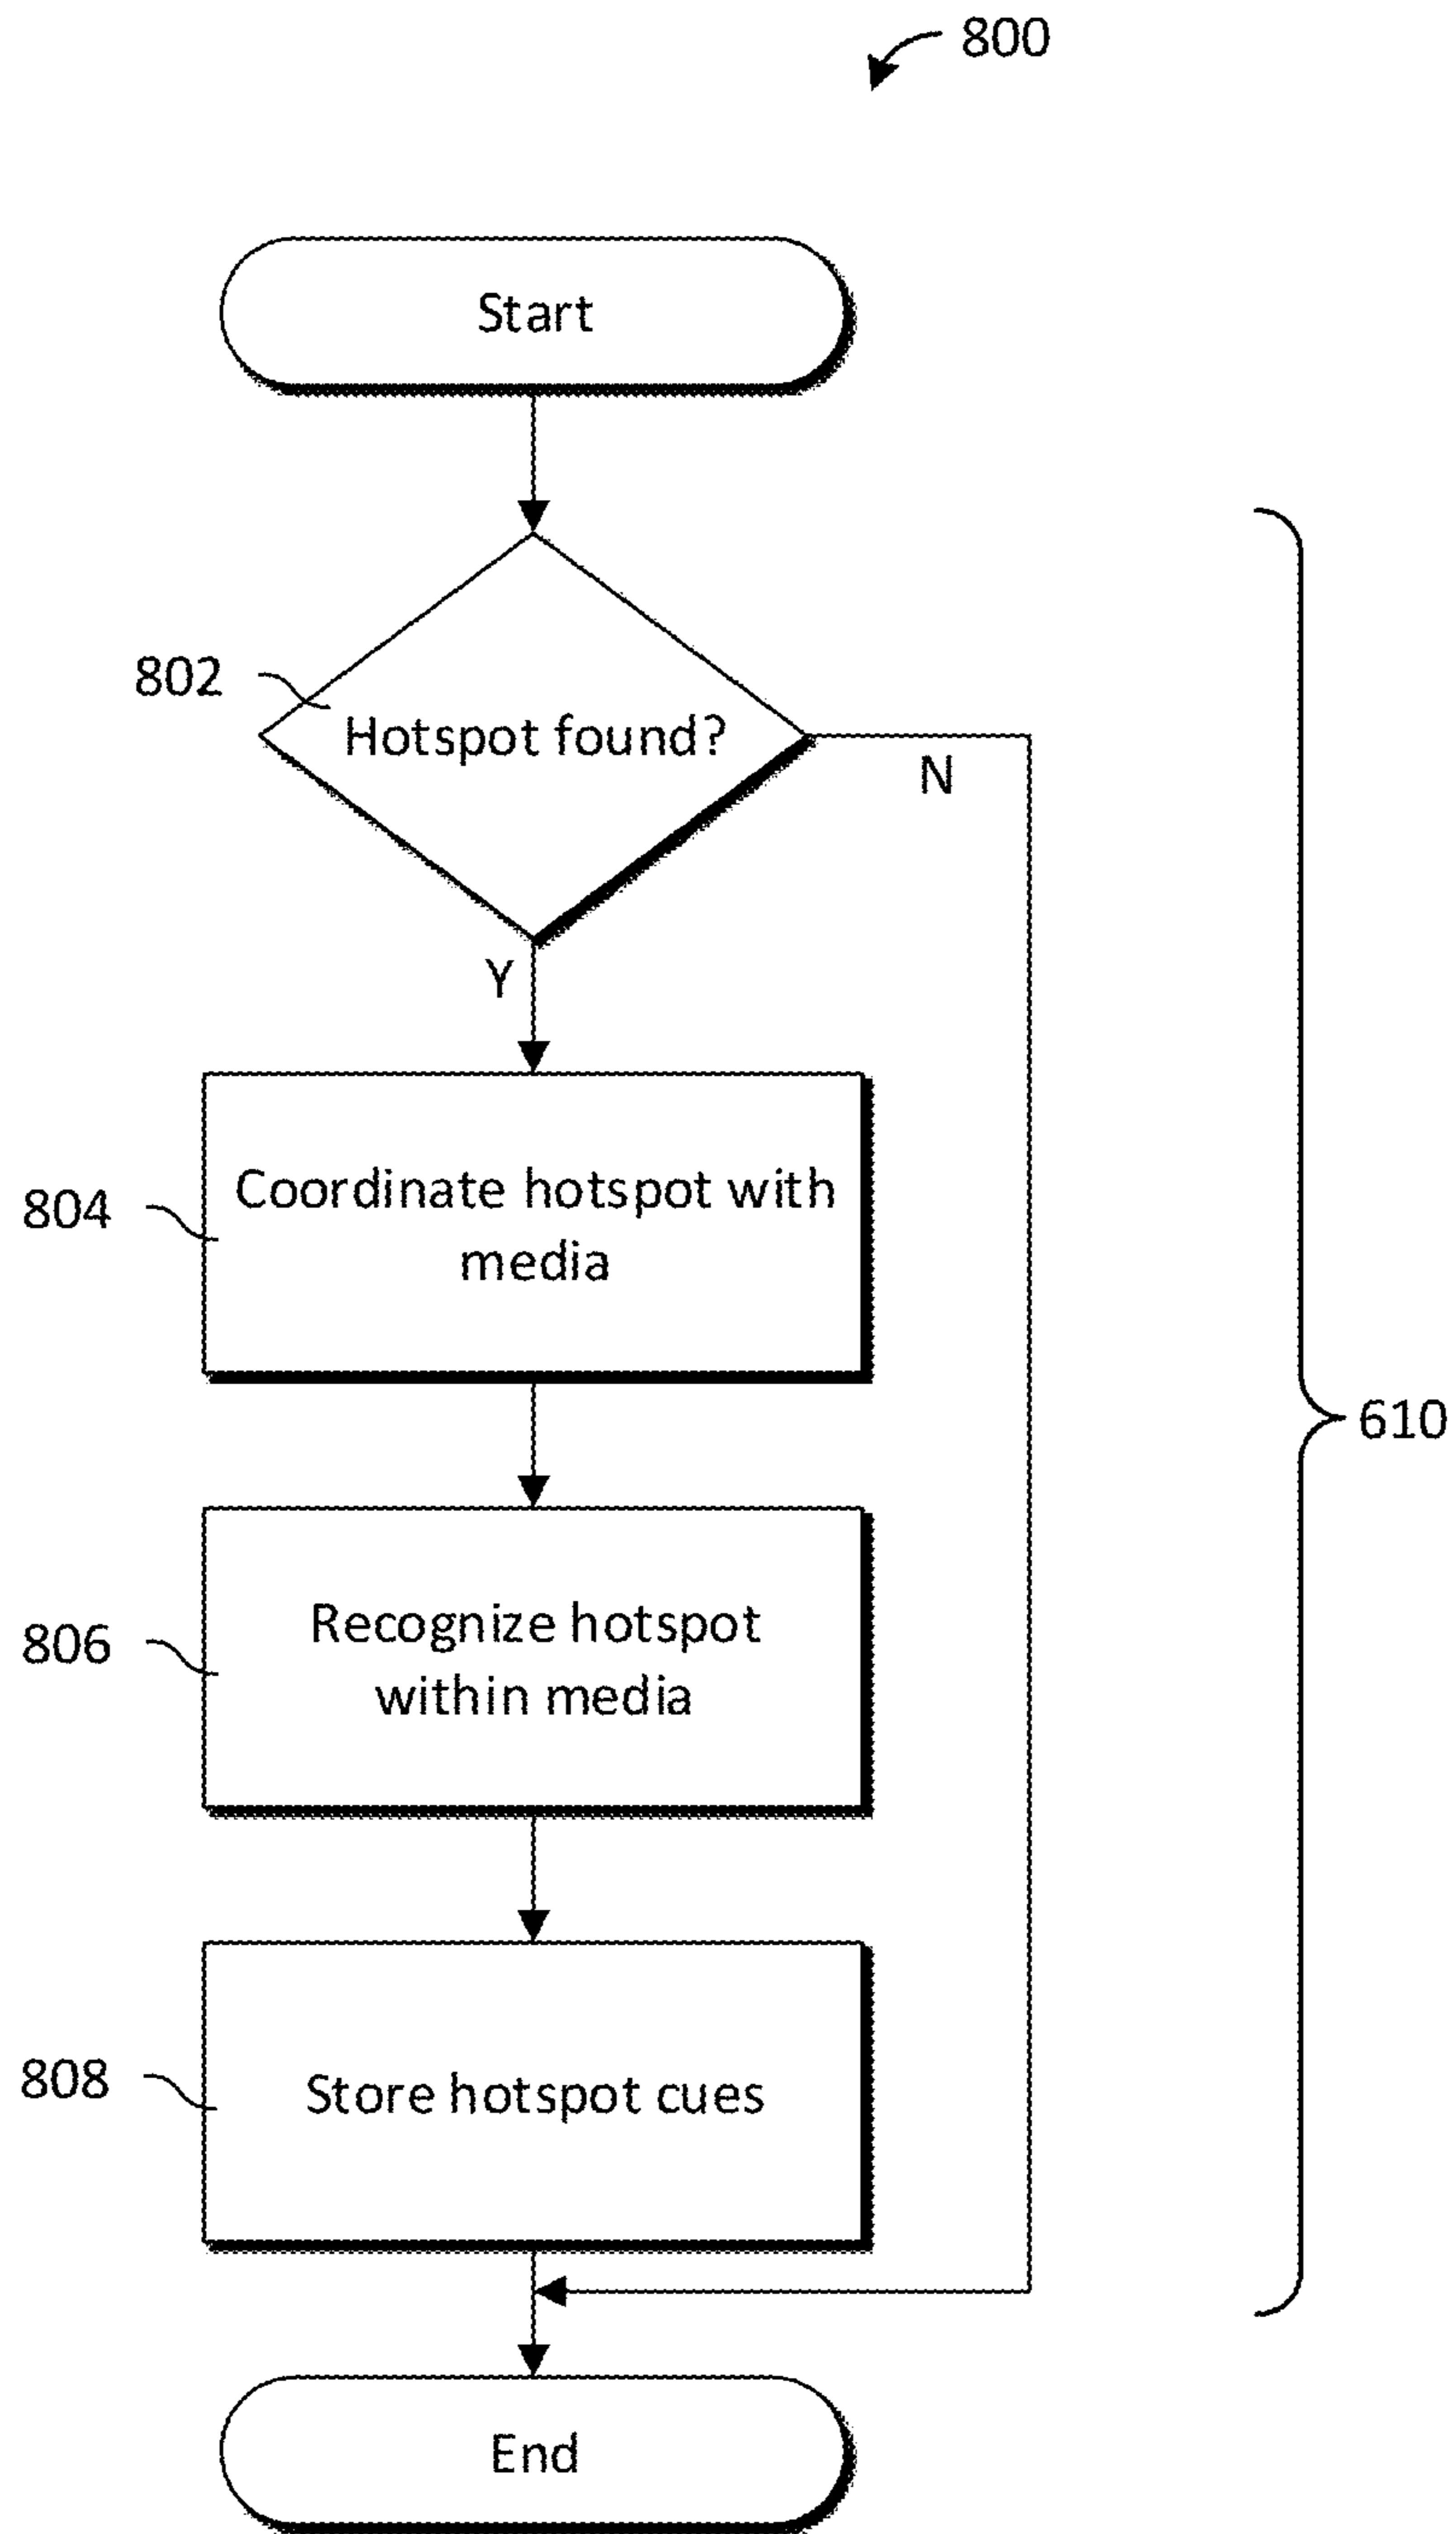 800
Start
802
Hotspot found?
N
Y
804
Coordinate hotspot with
media
610
806
Recognize hotspot
within media
808
Store hotspot cues
End